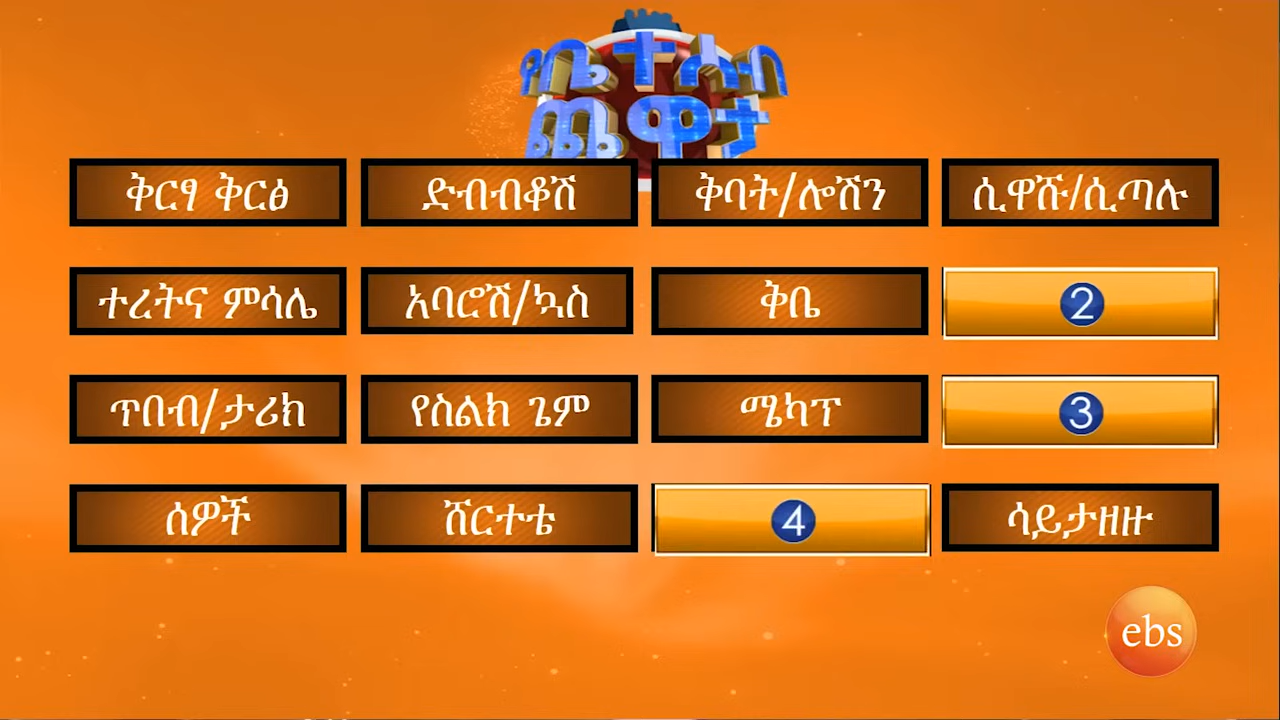 የቤተሰብ
ጨዋታ
ቅርፃ ቅርፅ ድብብቆሽ ቅባት/ሎሽን ሲዋሹ/ሲጣሉ
ተረትና ምሳሌ አባሮሽ/ኳስ ቅቤ 2
ጥበብ/ታሪክ የስልክ ጌም ሜካፕ 3
ሰዎች ሸርተቴ 4 ሳይታዘዙ
ebs